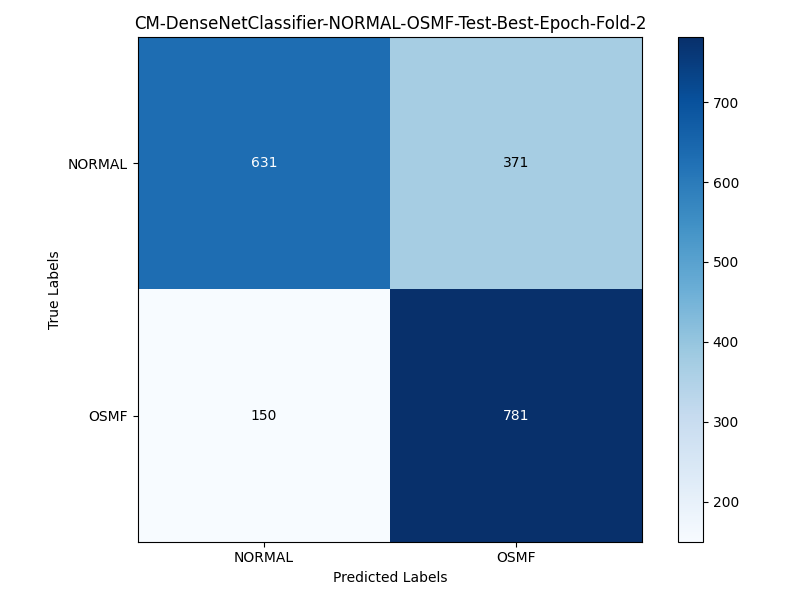 CM-DenseNetClassifier-NORMAL-OSMF-Test-Best-Epoch-Fold-2
NORMAL
631
371
OSMF
150
781
True Labels
NORMAL
OSMF
Predicted Labels
700
600
500
400
300
200